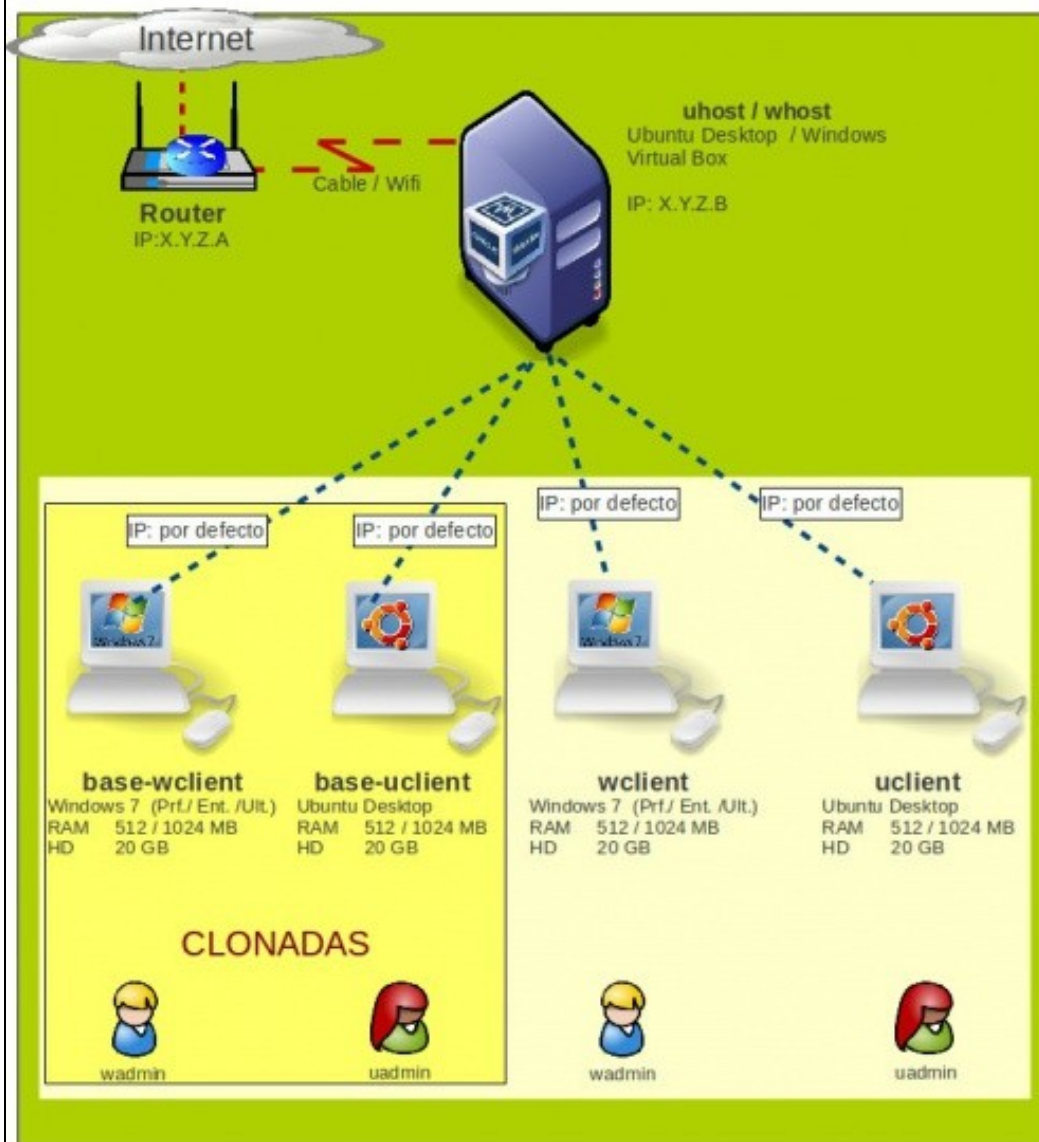 Internet
uhost / whost
Ubuntu Desktop / Windows
Virtual Box
IP: X.Y.Z.B
Cable / Wifi
Router
IP:X.Y.Z.A
IP: por defecto
IP: por defecto
IP: por defecto
IP: por defecto
Windows 7
Windows 7
base-wclient
Windows 7 (Prf./ Ent. /Ult.)
RAM 512 / 1024 MB
HD 20 GB
base-uclient
Ubuntu Desktop
RAM 512 / 1024 MB
HD 20 GB
wclient
Windows 7 (Prf./ Ent. /Ult.)
RAM 512 / 1024 MB
HD 20 GB
uclient
Ubuntu Desktop
RAM 512 / 1024 MB
HD 20 GB
CLONADAS
wadmin
uadmin
wadmin
uadmin